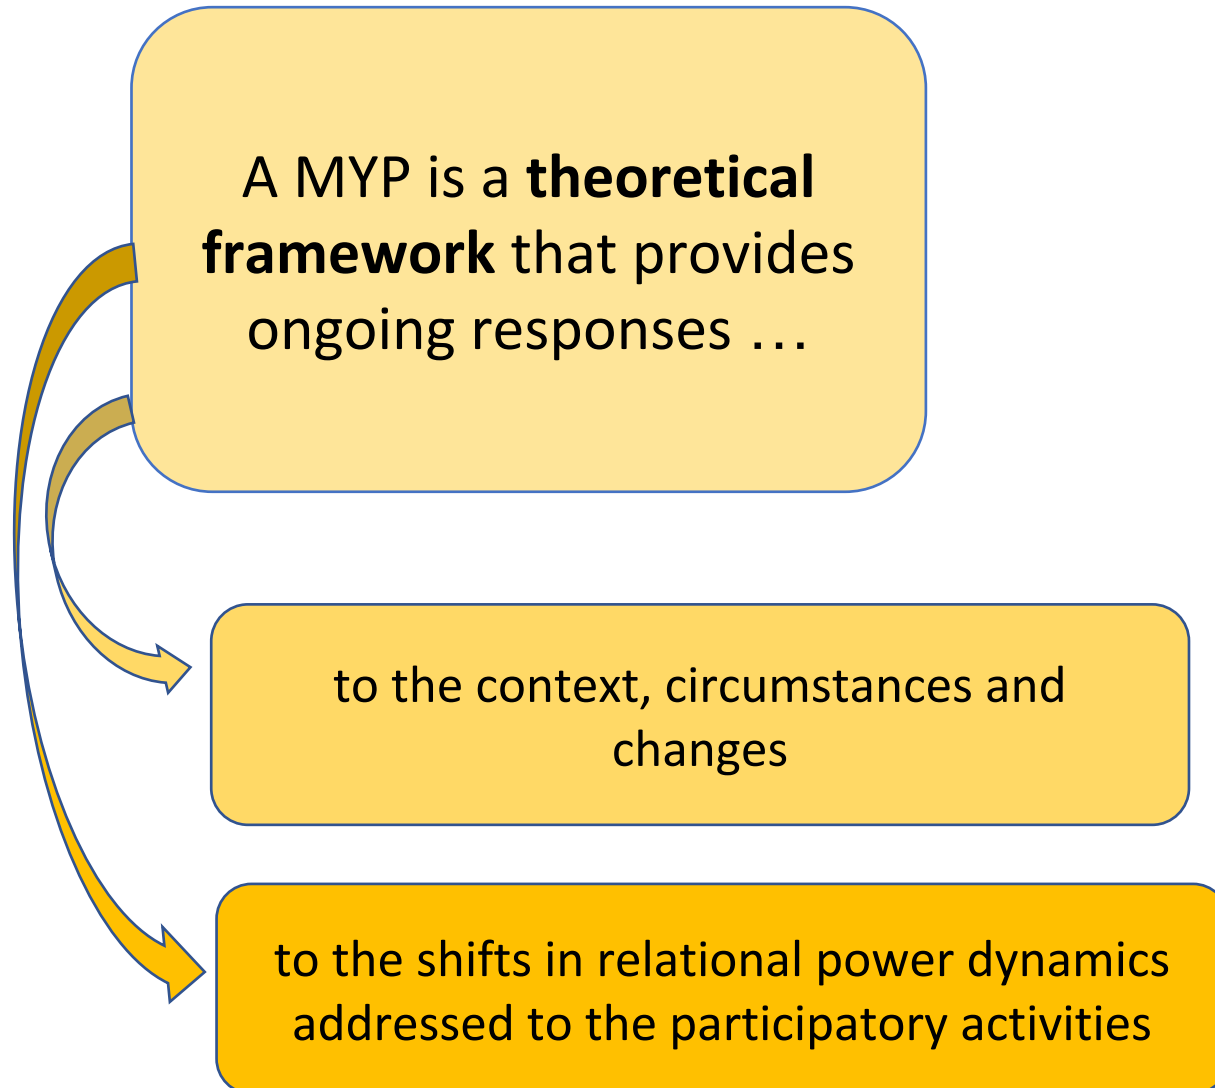 A MYP is a theoretical
framework that provides
ongoing responses …
to the context, circumstances and
changes
to the shifts in relational power dynamics
addressed to the participatory activities